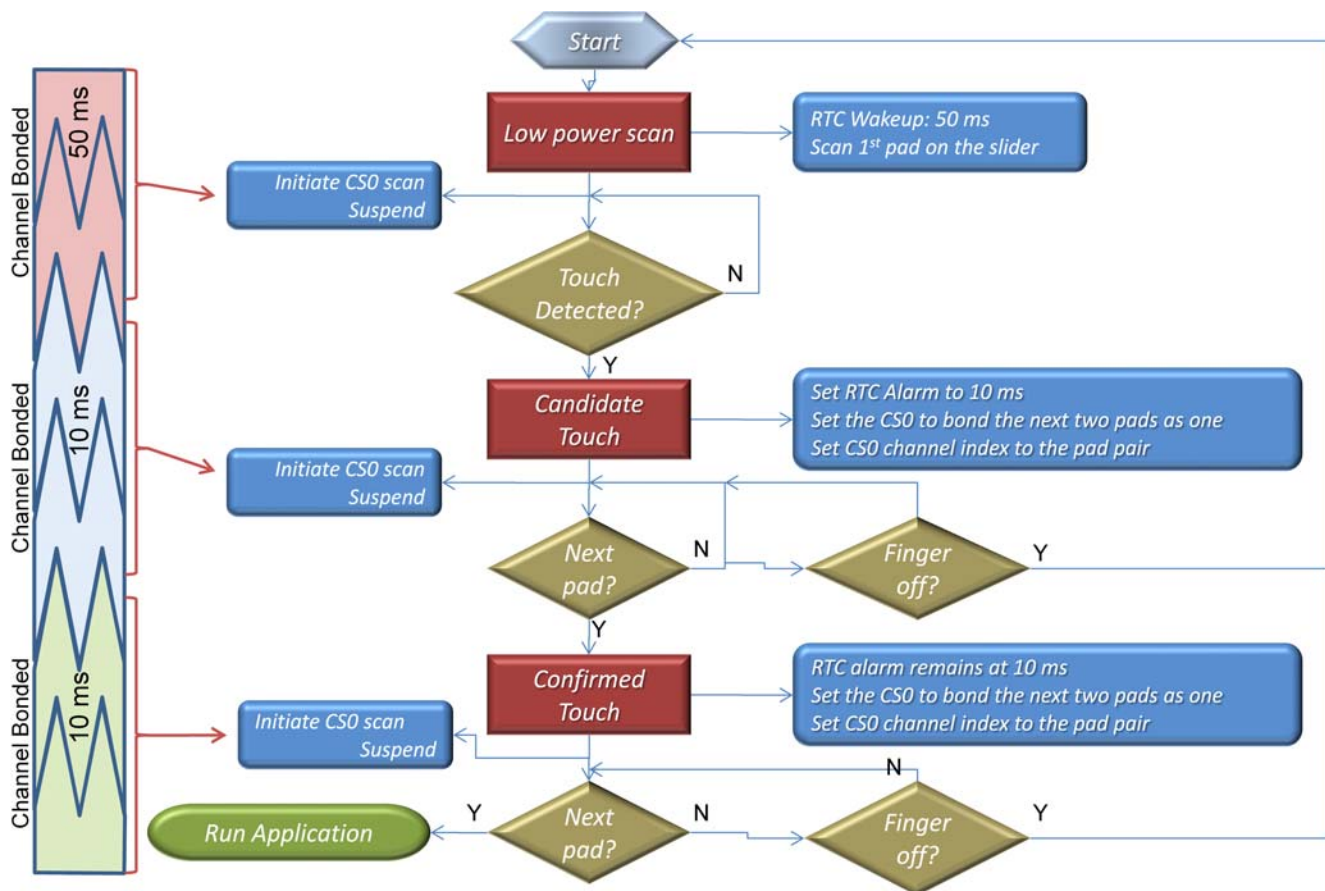 Start
Low power scan
RTC Wakeup: 50 ms
Scan 1st pad on the slider
Channel Bonded
50 ms
Initiate CS0 scan
Suspend
Touch
Detected?
N
Y
Candidate
Touch
Set RTC Alarm to 10 ms
Set the CS0 to bond the next two pads as one
Set CS0 channel index to the pad pair
Channel Bonded
10 ms
Initiate CS0 scan
Suspend
Next
pad?
N
Finger
off?
Y
Y
Confirmed
Touch
RTC alarm remains at 10 ms
Set the CS0 to bond the next two pads as one
Set CS0 channel index to the pad pair
Channel Bonded
10 ms
Initiate CS0 scan
Suspend
N
Run Application
Y
Next
pad?
N
Finger
off?
Y